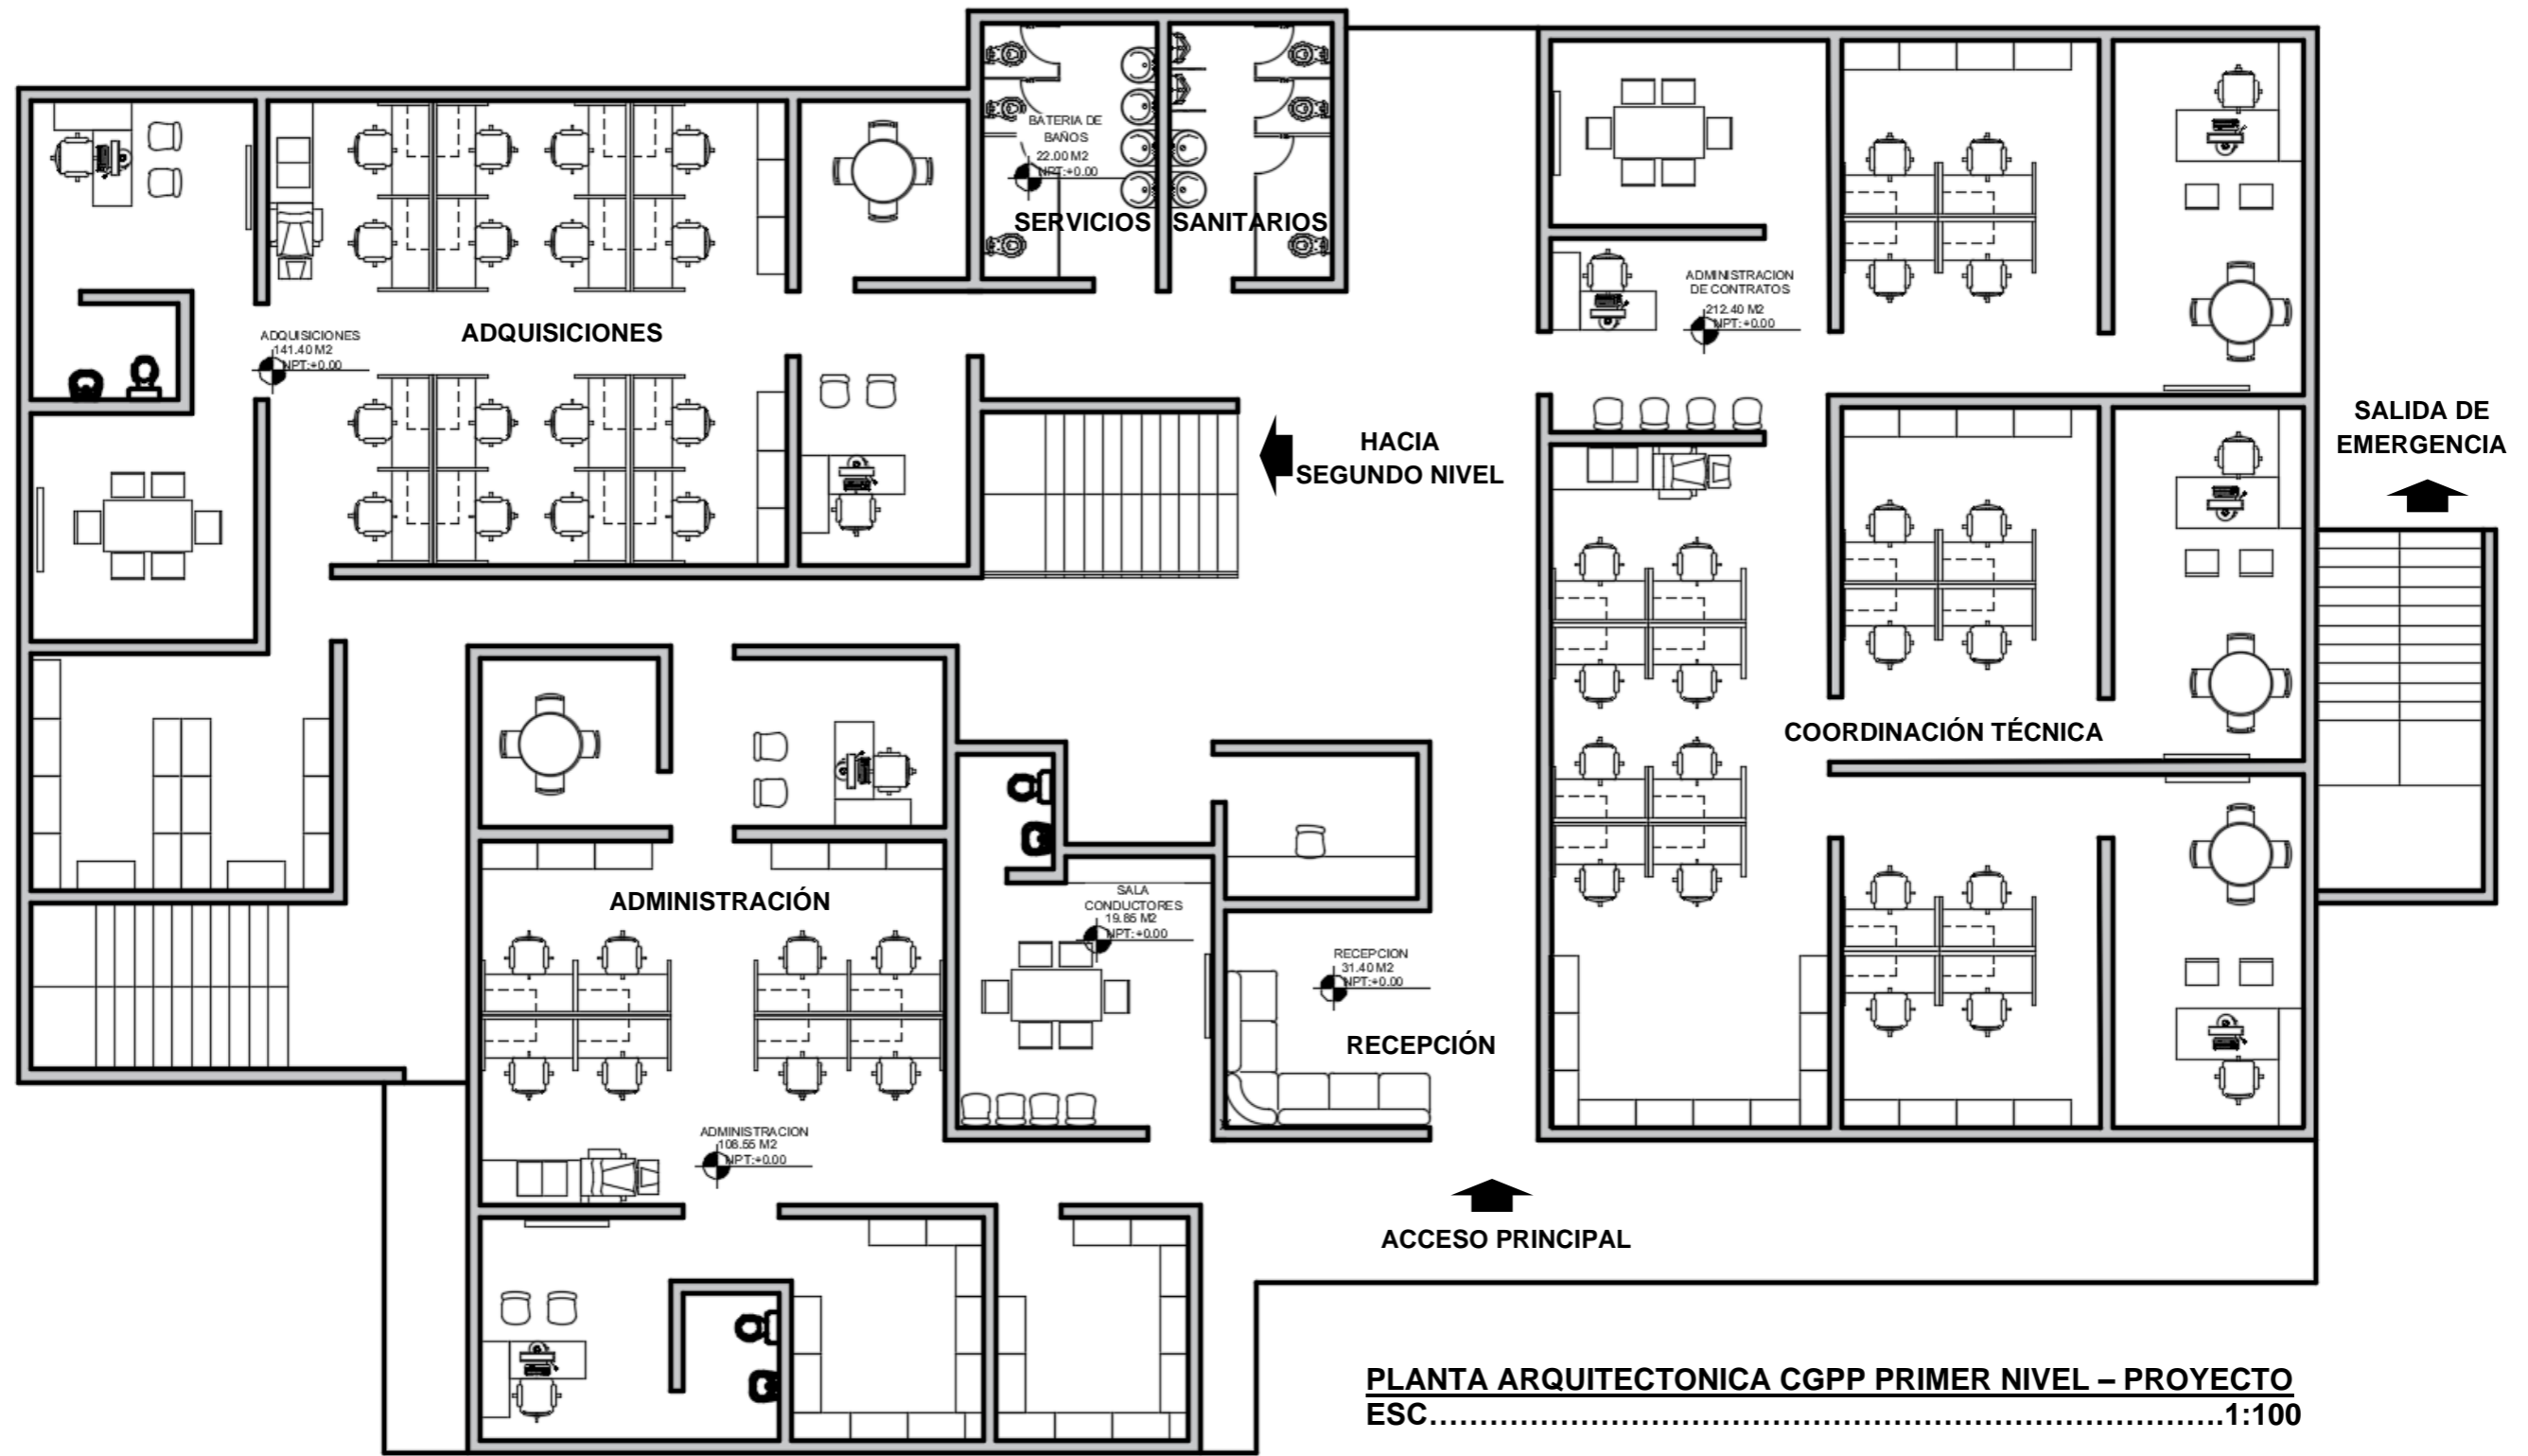 BATERIA DE
BAÑOS
22.00 M2
NPT:+0.00
SERVICIOS
SANITARIOS
ADMINISTRACION
DE CONTRATOS
212.40 M2
NPT:+0.00
ADQUISICIONES
141.40 M2
NPT:+0.00
ADQUISICIONES
HACIA
SEGUNDO NIVEL
SALIDA DE
EMERGENCIA
COORDINACIÓN TÉCNICA
ADMINISTRACIÓN
SALA
CONDUCTORES
19.85 M2
NPT:+0.00
RECEPCION
31.40 M2
NPT:+0.00
RECEPCIÓN
ADMINISTRACION
108.55 M2
NPT:+0.00
ACCESO PRINCIPAL
PLANTA ARQUITECTONICA CGPP PRIMER NIVEL – PROYECTO
ESC..............................................................................1:100